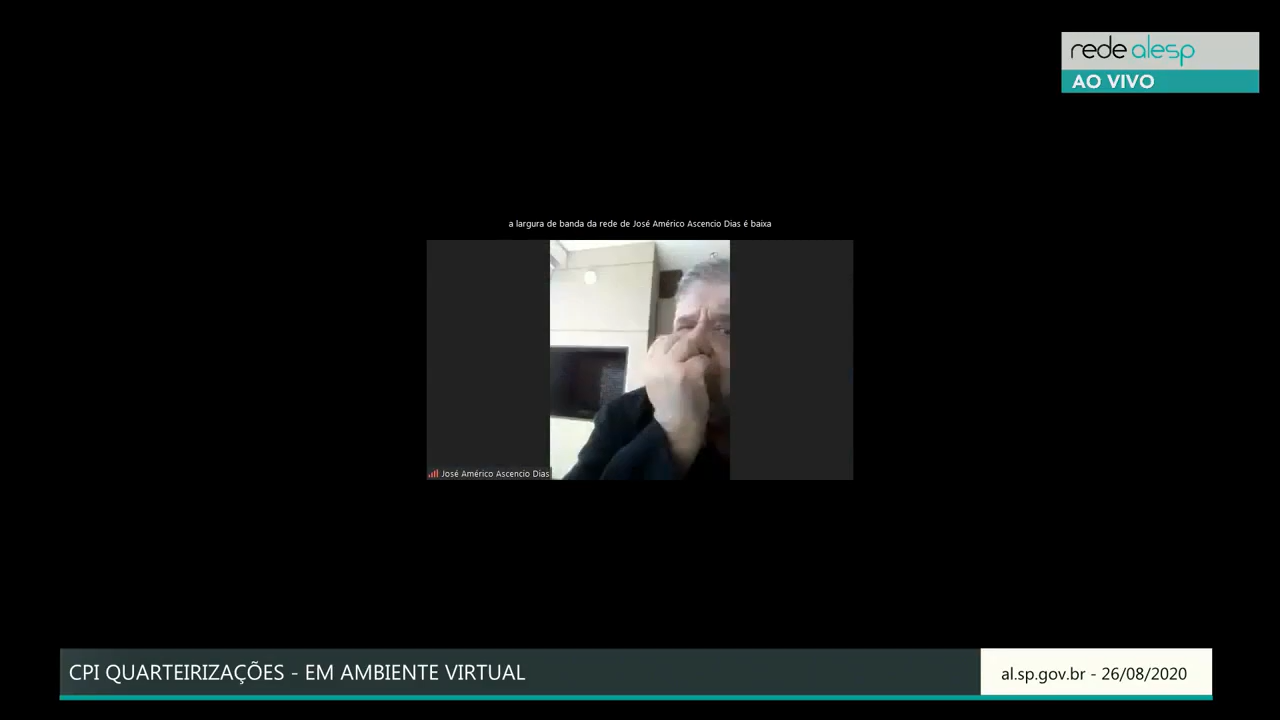 rede alesp
AO VIVO
a largura de banda da rede de José Américo Ascencio Dias é baixa
José Américo Ascencio Dias
CPI QUARTEIRIZAÇÕES - EM AMBIENTE VIRTUAL
al.sp.gov.br - 26/08/2020